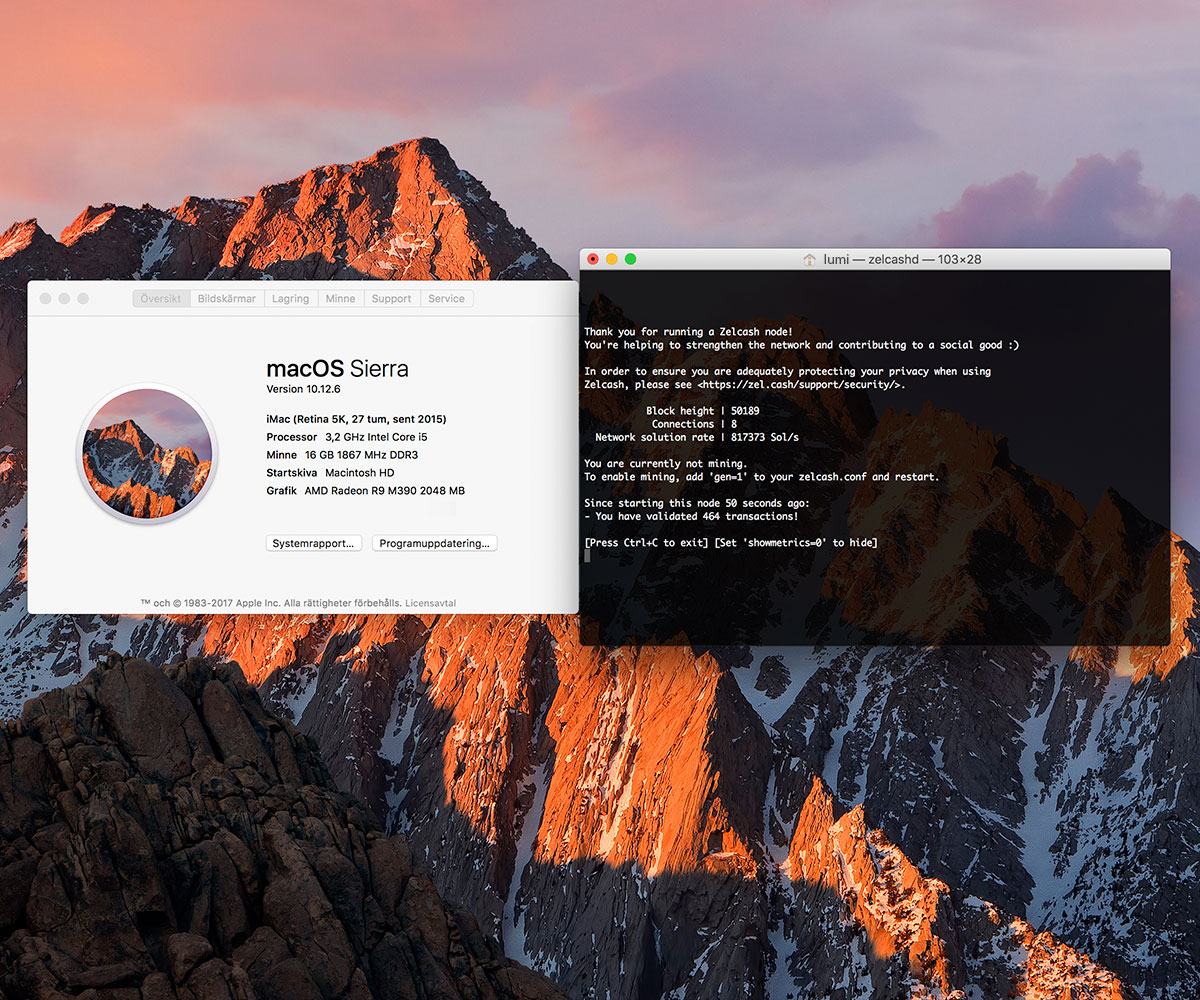 Översikt Bildskärmar Lagring Minne Support Service
macOS Sierra
Version 10.12.6
iMac (Retina 5K, 27 tum, sent 2015)
Processor 3,2 GHz Intel Core i5
Minne 16 GB 1867 MHz DDR3
Startskiva Macintosh HD
Grafik AMD Radeon R9 M390 2048 MB
Systemrapport... Programuppdatering...
™ och © 1983-2017 Apple Inc. Alla rättigheter förbehålls. Licensavtal
lumi — zelcashd — 103×28
Thank you for running a Zelcash node!
You're helping to strengthen the network and contributing to a social good :)
In order to ensure you are adequately protecting your privacy when using
Zelcash, please see <https://zel.cash/support/security/>.
Block height | 50189
Connections | 8
Network solution rate | 817373 Sol/s
You are currently not mining.
To enable mining, add 'gen=1' to your zelcash.conf and restart.
Since starting this node 50 seconds ago:
- You have validated 464 transactions!
[Press Ctrl+C to exit] [Set 'showmetrics=0' to hide]